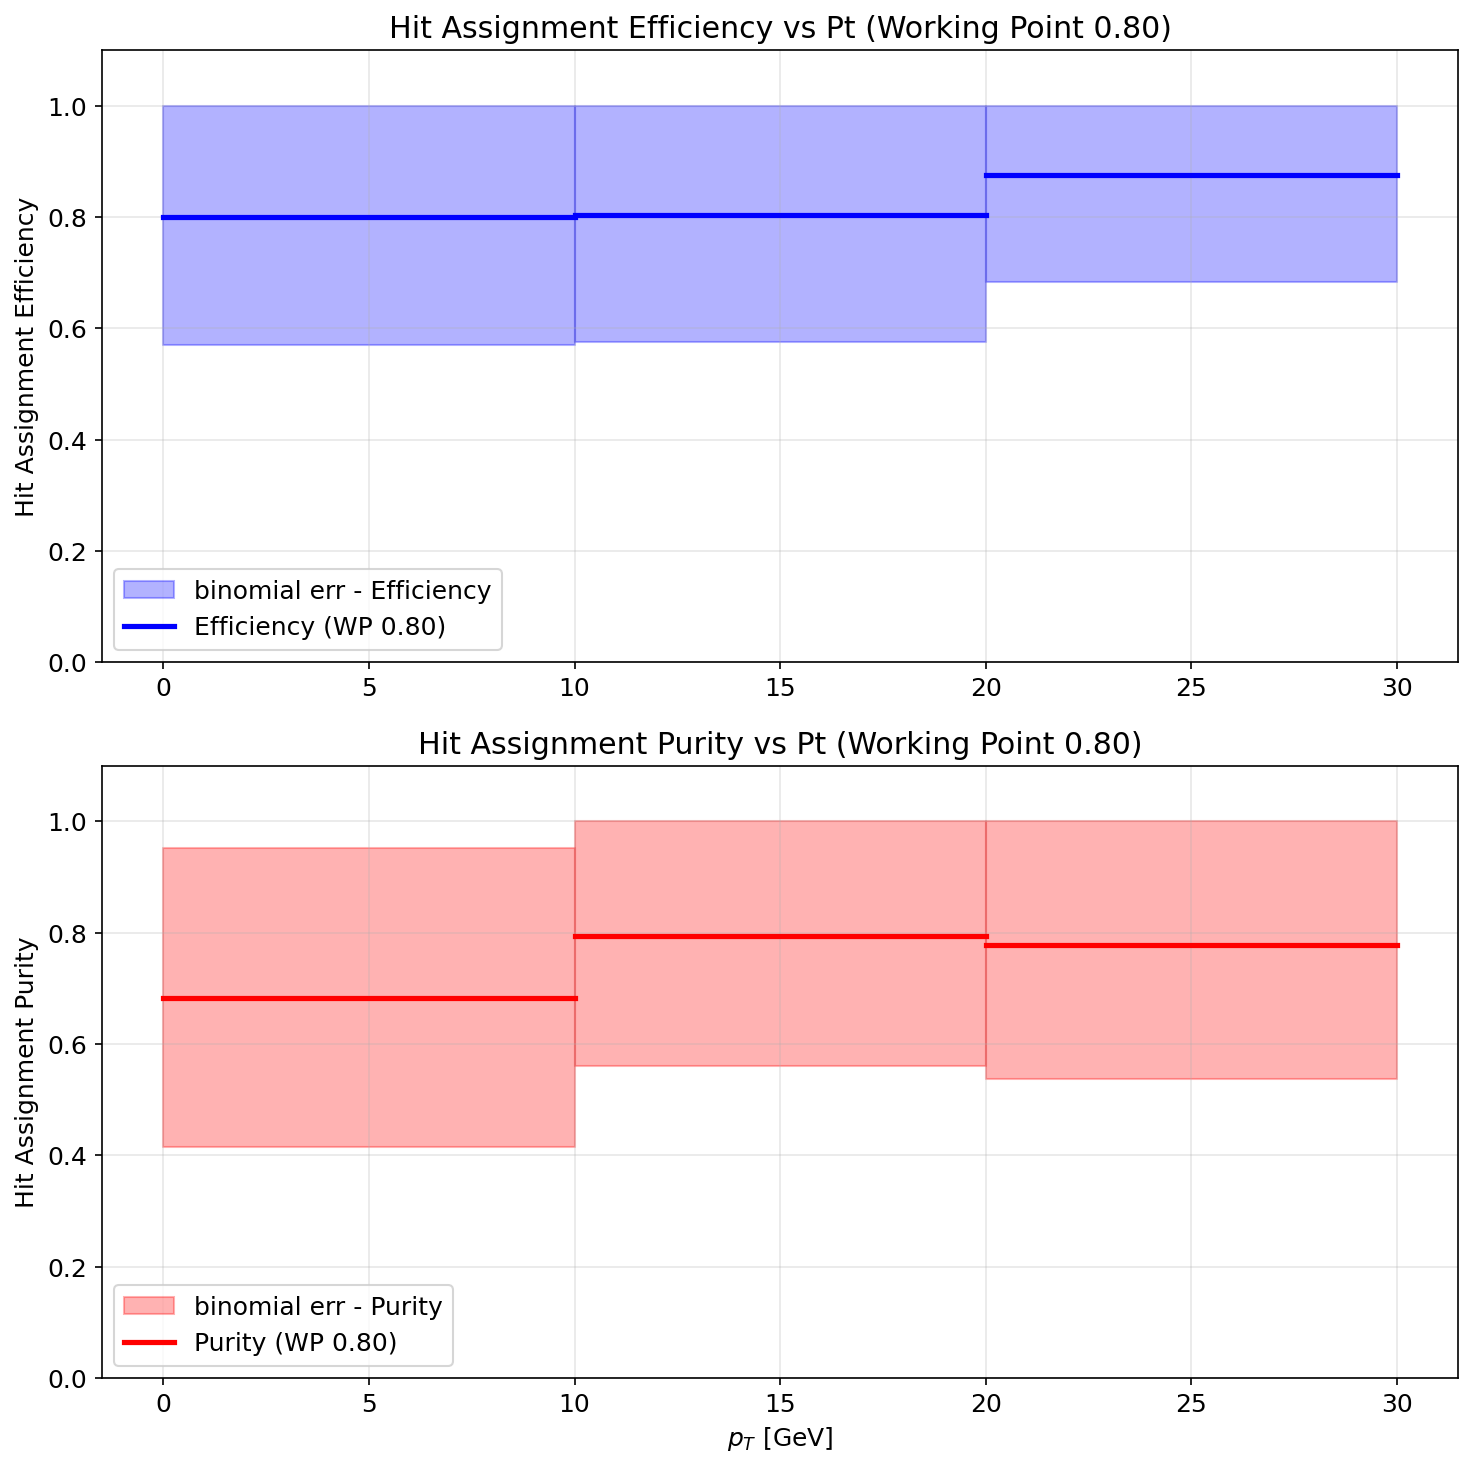 Hit Assignment Efficiency vs Pt (Working Point 0.80)
Hit Assignment Efficiency
1.0
0.8
0.6
0.4
0.2
0.0
binomial err - Efficiency
Efficiency (WP 0.80)
0 5 10 15 20 25 30
Hit Assignment Purity vs Pt (Working Point 0.80)
Hit Assignment Purity
1.0
0.8
0.6
0.4
0.2
0.0
binomial err - Purity
Purity (WP 0.80)
0 5 10 15 20 25 30
p_T [GeV]